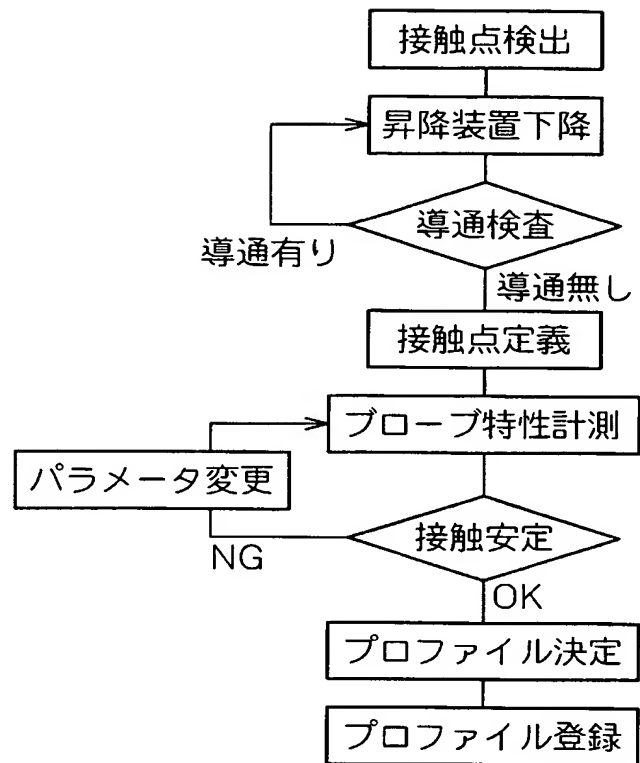 接触点検出
昇降装置下降
導通検査
導通有り
導通無し
接触点定義
ブローブ特性計測
パラメータ変更
接触安定
NG
OK
プロファイル決定
プロファイル登録